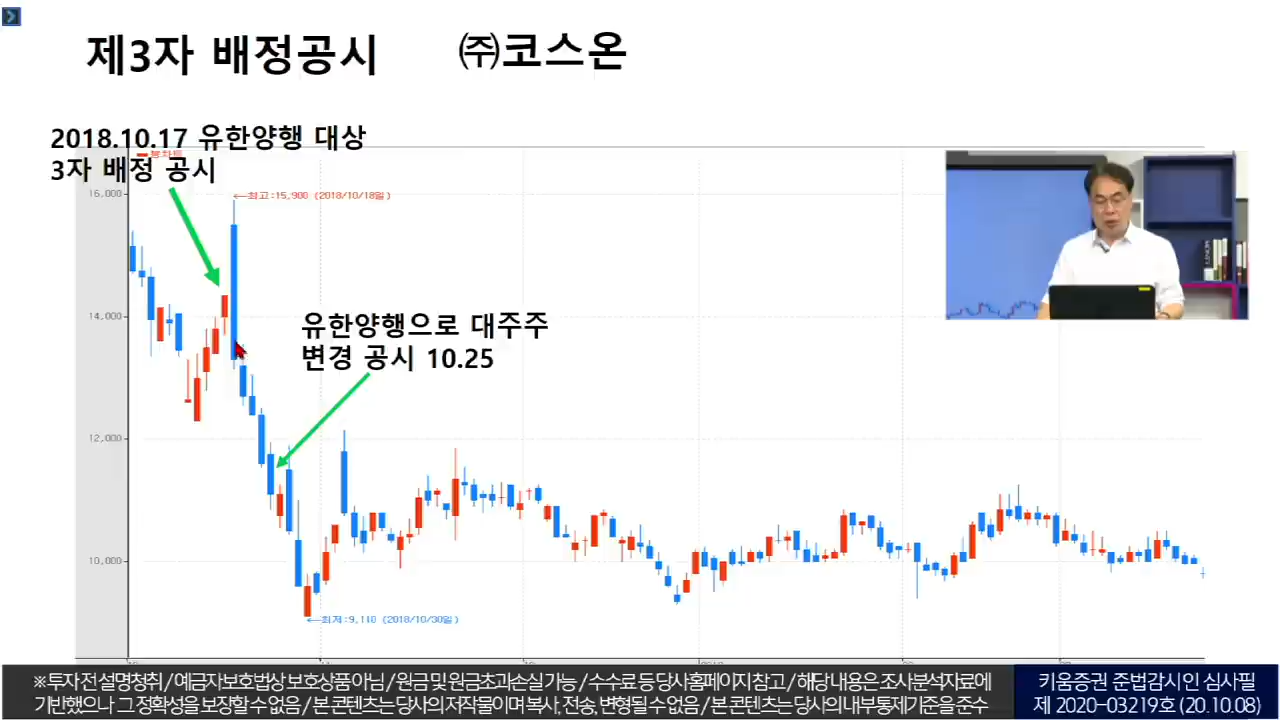 제3자 배정공시 ㈜코스온
2018.10.17 유한양행 대상
3자 배정 공시
봉차트
16,000
←최고:15,900 (2018/10/18일)
14,000
유한양행으로 대주주
변경 공시 10.25
12,000
10,000
←최저:9,110 (2018/10/30일)
※투자 전 설명청취 / 예금자보호법상 보호상품 아님 / 원금 및 원금초과손실 가능 / 수수료 등 당사홈페이지 참고 / 해당 내용은 조사분석자료에
기반했으나 그 정확성을 보장할 수 없음 / 본 콘텐츠는 당사의 저작물이며 복사, 전송, 변형될 수 없음 / 본 콘텐츠는 당사의 내부통제기준을 준수
키움증권 준법감시인 심사필
제 2020-03219호 (20.10.08)